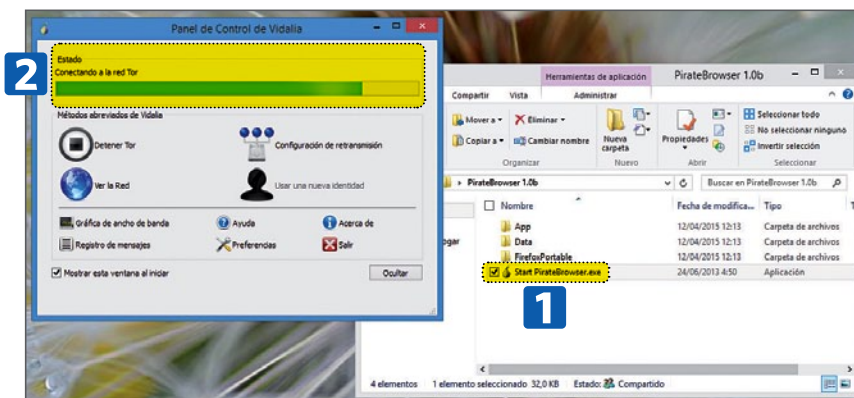 Panel de Control de Vidalia
2
Estado
Conectando a la red Tor
Métodos abreviados de Vidalia
Detener Tor
Configuración de retransmisión
Ver la Red
Usar una nueva identidad
Gráfica de ancho de banda
Ayuda
Acerca de
Registro de mensajes
Preferencias
Salir
Mostrar esta ventana al iniciar
Ocultar
Herramientas de aplicación
PirateBrowser 1.0b
Compartir
Vista
Administrar
Mover a
Eliminar
Copiar a
Cambiar nombre
Organizar
Nueva
carpeta
Nuevo
Propiedades
Abrir
Seleccionar todo
No seleccionar ninguno
Invertir selección
Seleccionar
PirateBrowser 1.0b
Buscar en PirateBrowser 1.0b
Nombre
Fecha de modifica...
Tipo
T
App
12/04/2015 12:13
Carpeta de archivos
ogar
Data
12/04/2015 12:13
Carpeta de archivos
FirefoxPortable
12/04/2015 12:13
Carpeta de archivos
Start PirateBrowser.exe
24/06/2013 4:50
Aplicación
1
4 elementos
1 elemento seleccionado 32,0 KB
Estado: Compartido